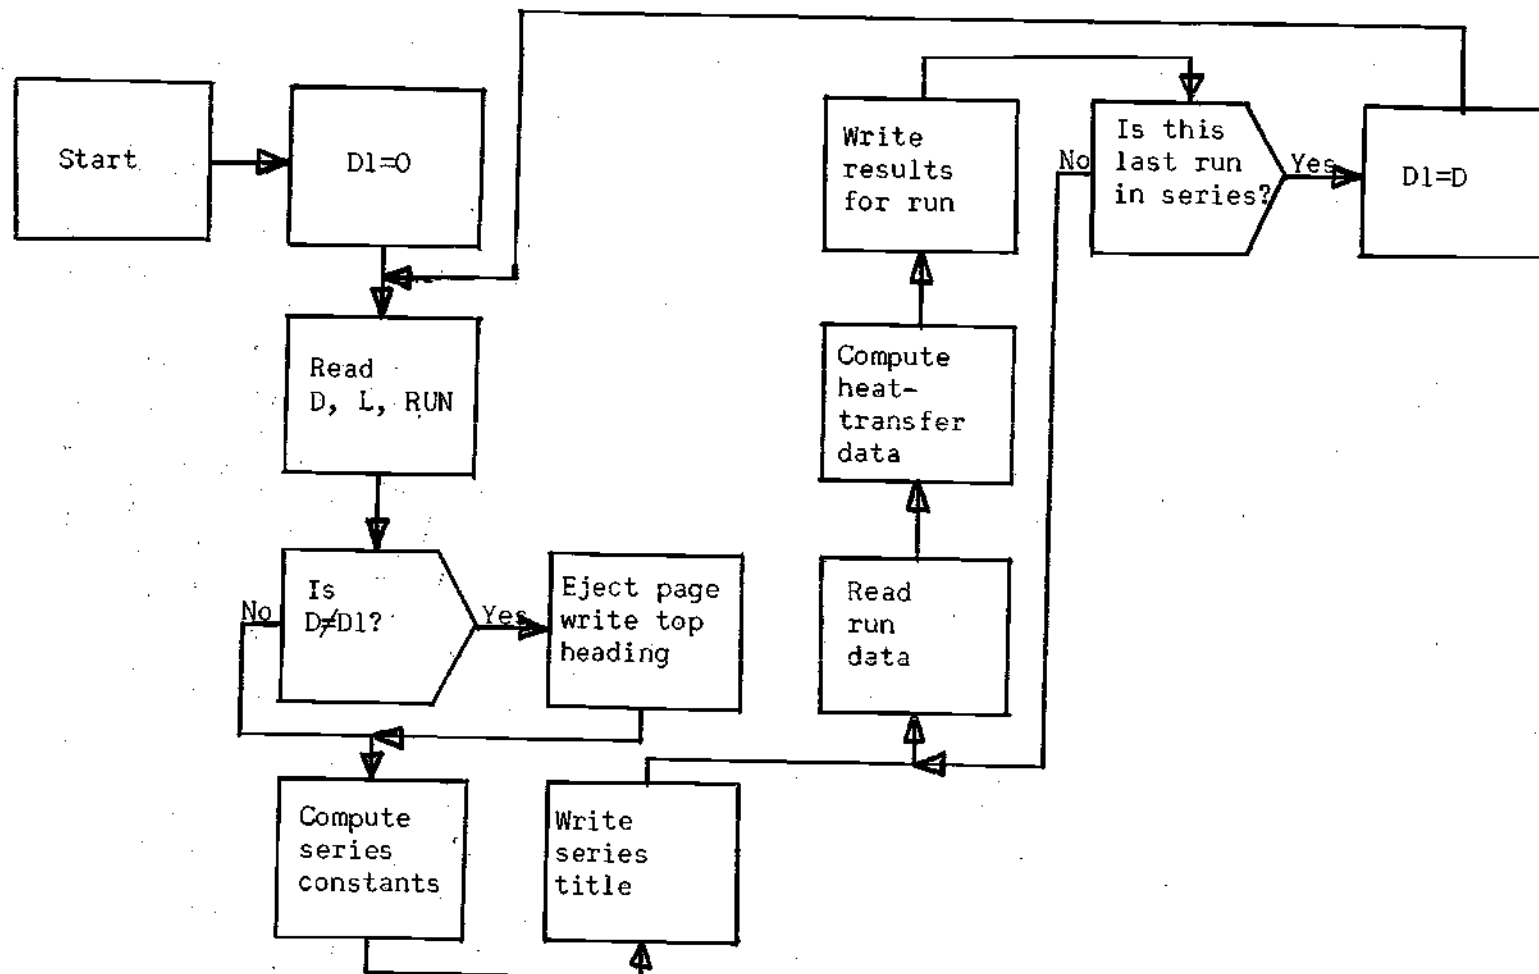 Start
D1=0
Read
D, L, RUN
Is
D≠D1?
No
Yes
Eject page
write top
heading
Compute
series
constants
Write
series
title
Read
run
data
Compute
heat-
transfer
data
Write
results
for run
Is this
last run
in series?
No
Yes
D1=D